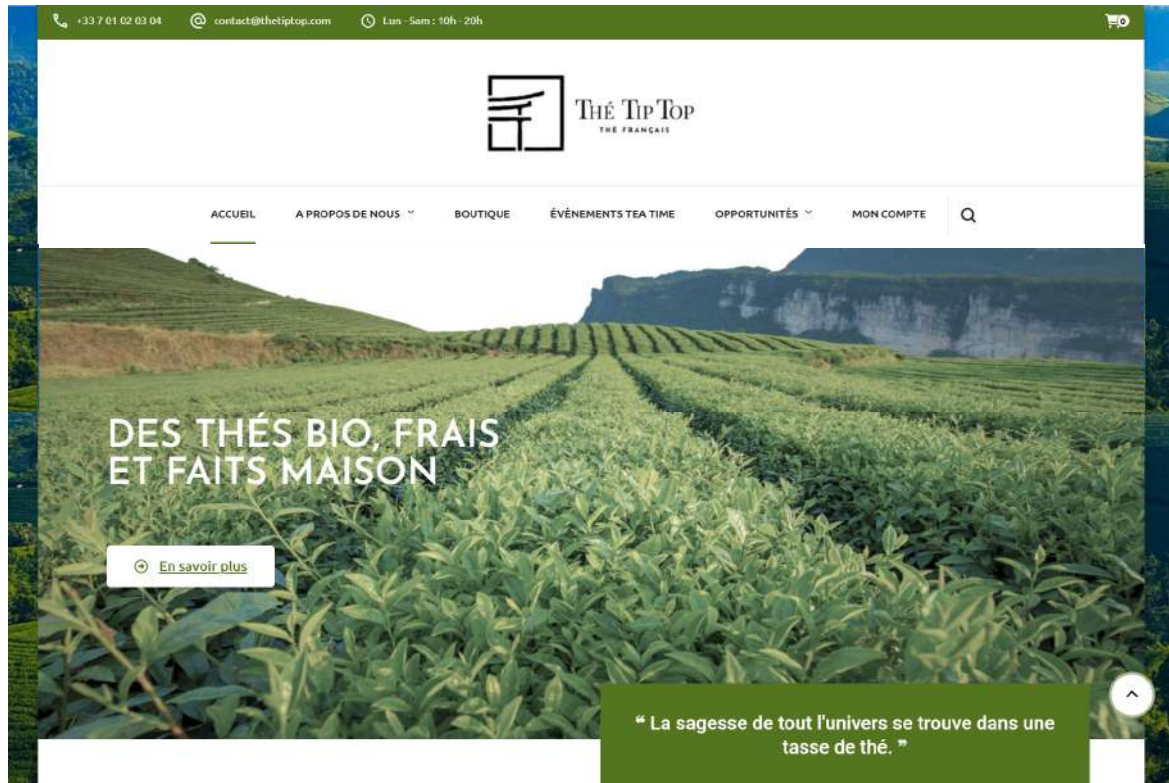 +33 7 01 02 03 04 contact@thetiptop.com Lun - Sam : 10h - 20h 0
THÉ TIP TOP
THÉ FRANÇAIS
ACCUEIL A PROPOS DE NOUS BOUTIQUE ÉVÈNEMENTS TEA TIME OPPORTUNITÈS MON COMPTE
DES THÉS BIO, FRAIS
ET FAITS MAISON
En savoir plus
❝ La sagesse de tout l'univers se trouve dans une
tasse de thé. ❞